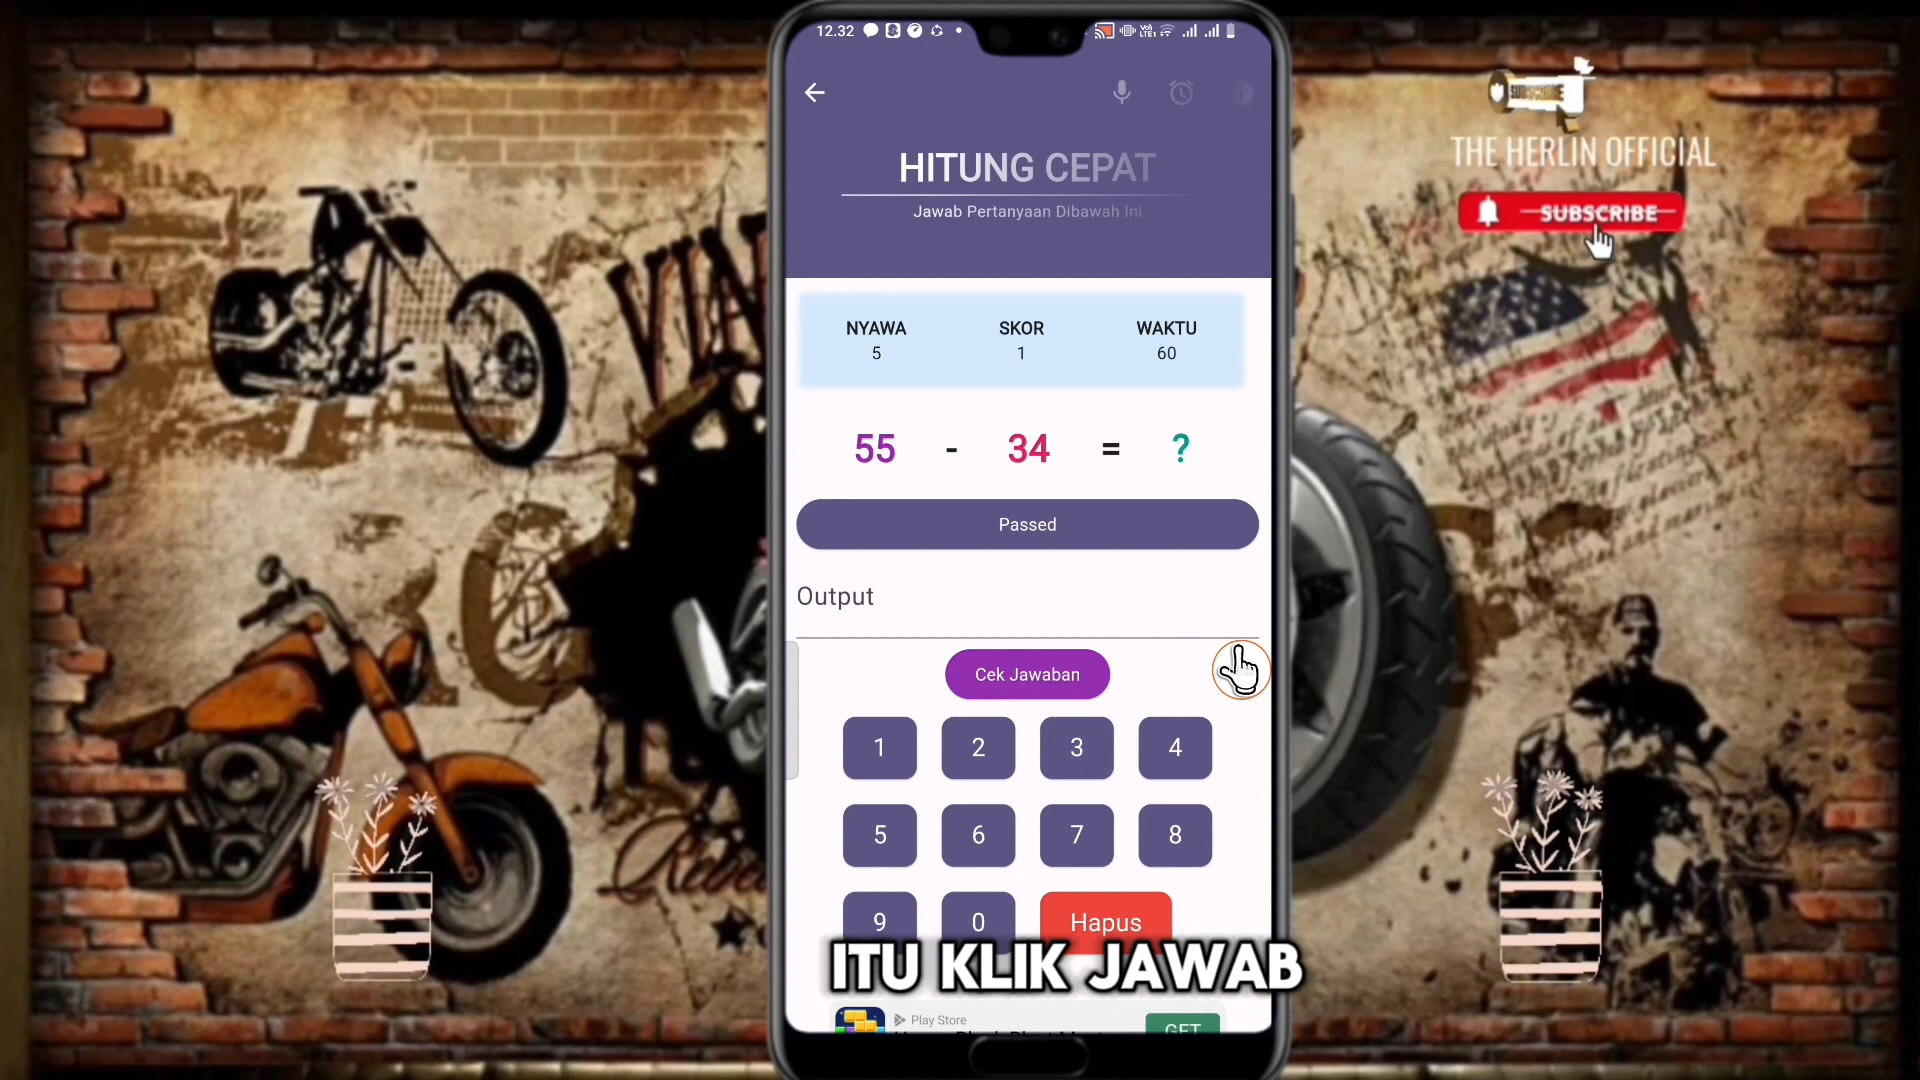 12.32
HITUNG CEPAT
Jawab Pertanyaan Dibawah Ini
NYAWA SKOR WAKTU
5 1 60
55 - 34 = ?
Passed
Output
Cek Jawaban
1 2 3 4
5 6 7 8
9 0 Hapus
ITU KLIK JAWAB
Play Store
GET
SUBSCRIBE
THE HERLIN OFFICIAL
SUBSCRIBE